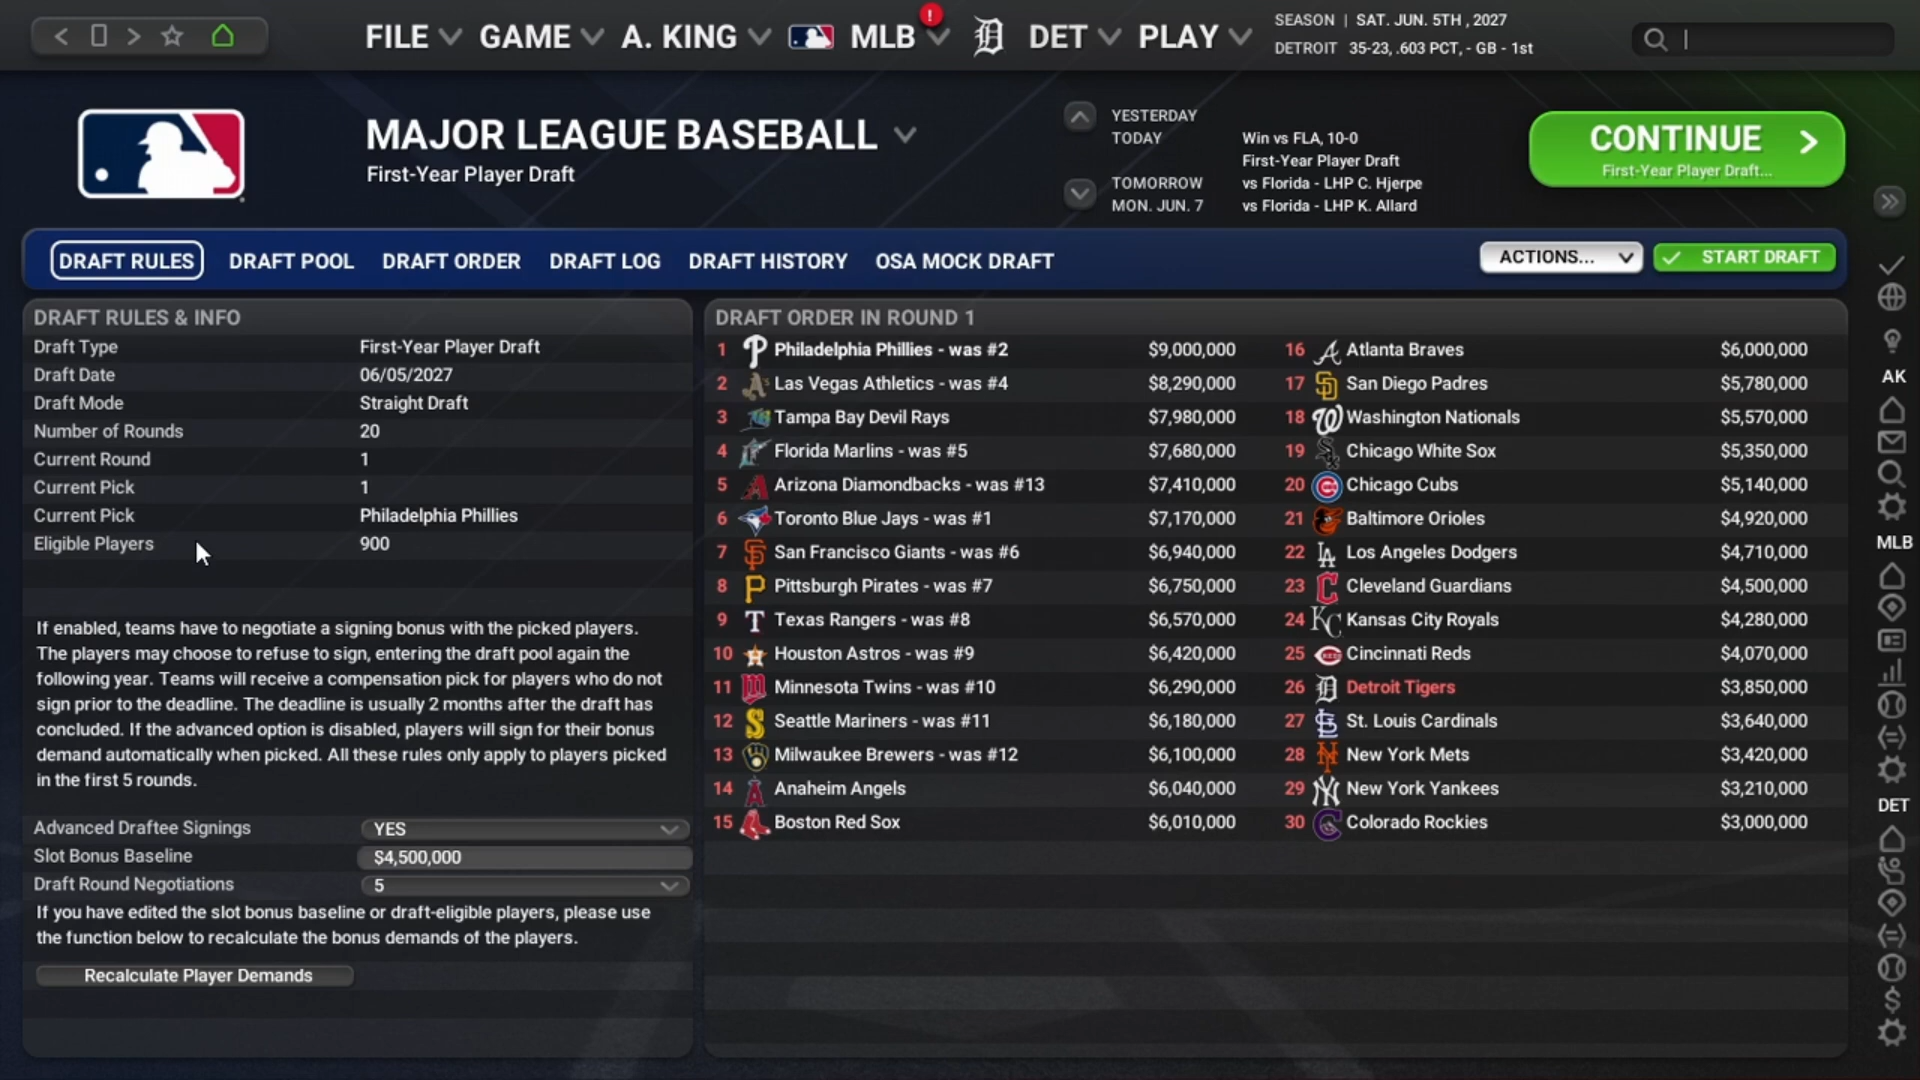 FILE GAME A. KING MLB DET PLAY
SEASON | SAT. JUN. 5TH , 2027
DETROIT 35-23, .603 PCT, - GB - 1st
MAJOR LEAGUE BASEBALL
First-Year Player Draft
YESTERDAY
TODAY Win vs FLA, 10-0
First-Year Player Draft
TOMORROW vs Florida - LHP C. Hjerpe
MON. JUN. 7 vs Florida - LHP K. Allard
CONTINUE
First-Year Player Draft...
DRAFT RULES DRAFT POOL DRAFT ORDER DRAFT LOG DRAFT HISTORY OSA MOCK DRAFT
ACTIONS... START DRAFT
DRAFT RULES & INFO
Draft Type First-Year Player Draft
Draft Date 06/05/2027
Draft Mode Straight Draft
Number of Rounds 20
Current Round 1
Current Pick 1
Current Pick Philadelphia Phillies
Eligible Players 900
If enabled, teams have to negotiate a signing bonus with the picked players.
The players may choose to refuse to sign, entering the draft pool again the
following year. Teams will receive a compensation pick for players who do not
sign prior to the deadline. The deadline is usually 2 months after the draft has
concluded. If the advanced option is disabled, players will sign for their bonus
demand automatically when picked. All these rules only apply to players picked
in the first 5 rounds.
Advanced Draftee Signings YES
Slot Bonus Baseline $4,500,000
Draft Round Negotiations 5
If you have edited the slot bonus baseline or draft-eligible players, please use
the function below to recalculate the bonus demands of the players.
Recalculate Player Demands
DRAFT ORDER IN ROUND 1
1 Philadelphia Phillies - was #2 $9,000,000
2 Las Vegas Athletics - was #4 $8,290,000
3 Tampa Bay Devil Rays $7,980,000
4 Florida Marlins - was #5 $7,680,000
5 Arizona Diamondbacks - was #13 $7,410,000
6 Toronto Blue Jays - was #1 $7,170,000
7 San Francisco Giants - was #6 $6,940,000
8 Pittsburgh Pirates - was #7 $6,750,000
9 Texas Rangers - was #8 $6,570,000
10 Houston Astros - was #9 $6,420,000
11 Minnesota Twins - was #10 $6,290,000
12 Seattle Mariners - was #11 $6,180,000
13 Milwaukee Brewers - was #12 $6,100,000
14 Anaheim Angels $6,040,000
15 Boston Red Sox $6,010,000
16 Atlanta Braves $6,000,000
17 San Diego Padres $5,780,000
18 Washington Nationals $5,570,000
19 Chicago White Sox $5,350,000
20 Chicago Cubs $5,140,000
21 Baltimore Orioles $4,920,000
22 Los Angeles Dodgers $4,710,000
23 Cleveland Guardians $4,500,000
24 Kansas City Royals $4,280,000
25 Cincinnati Reds $4,070,000
26 Detroit Tigers $3,850,000
27 St. Louis Cardinals $3,640,000
28 New York Mets $3,420,000
29 New York Yankees $3,210,000
30 Colorado Rockies $3,000,000
AK
MLB
DET